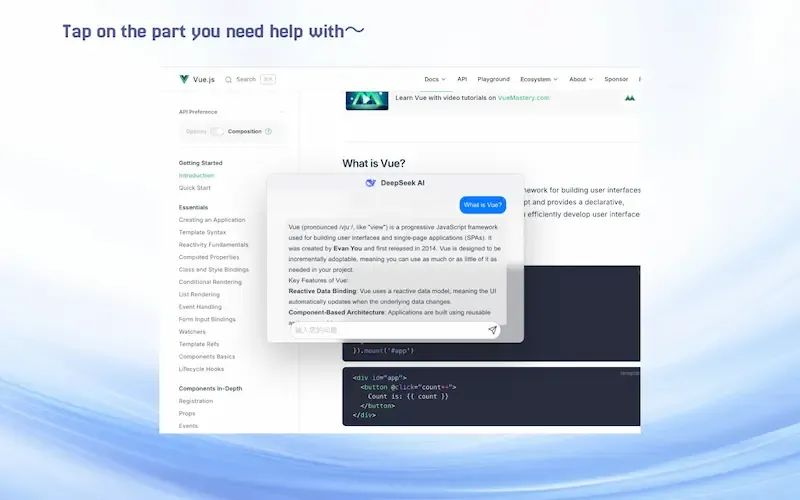 Tap on the part you need help with～
Vue.js
Search
Docs
API
Playground
Ecosystem
About
Sponsor
Learn Vue with video tutorials on VueMastery.com
API Preference
Options
Composition
?
Getting Started
Introduction
Quick Start
Essentials
Creating an Application
Template Syntax
Reactivity Fundamentals
Computed Properties
Class and Style Bindings
Conditional Rendering
List Rendering
Event Handling
Form Input Bindings
Watchers
Template Refs
Components Basics
Lifecycle Hooks
Components In-Depth
Registration
Props
Events
What is Vue?
for building user interfaces
and provides a declarative,
efficiently develop user interface
DeepSeek AI
What is Vue?
Vue (pronounced /vjuː/, like "view") is a progressive JavaScript framework
used for building user interfaces and single-page applications (SPAs). It
was created by Evan You and first released in 2014. Vue is designed to be
incrementally adoptable, meaning you can use as much or as little of it as
needed in your project.
Key Features of Vue:
Reactive Data Binding: Vue uses a reactive data model, meaning the UI
automatically updates when the underlying data changes.
Component-Based Architecture: Applications are built using reusable
输入您的问题
}).mount('#app')
template
<div id="app">
<button @click="count++">
Count is: {{ count }}
</button>
</div>